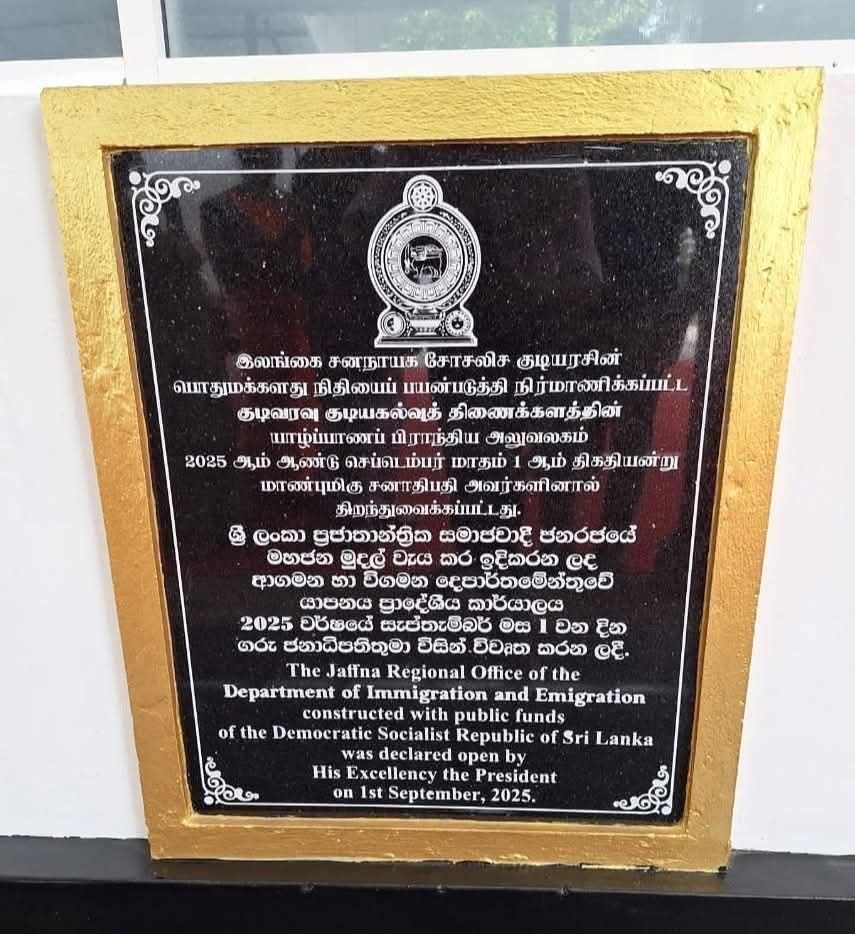 இலங்கை சனநாயக சோசலிச குடியரசின்
பொதுமக்களது நிதியைப் பயன்படுத்தி நிர்மாணிக்கப்பட்ட
குடிவரவு குடியகல்வுத் திணைக்களத்தின்
யாழ்ப்பாணப் பிராந்திய அலுவலகம்
2025 ஆம் ஆண்டு செப்டெம்பர் மாதம் 1 ஆம் திகதியன்று
மாண்புமிகு சனாதிபதி அவர்களினால்
திறந்துவைக்கப்பட்டது.
ශ්‍රී ලංකා ප්‍රජාතාන්ත්‍රික සමාජවාදී ජනරජයේ
මහජන මුදල් ව්‍යය කර ඉදිකරන ලද
ආගමන හා විගමන දෙපාර්තමේන්තුවේ
යාපනය ප්‍රාදේශීය කාර්යාලය
2025 වර්ෂයේ සැප්තැම්බර් මස 1 වන දින
ගරු ජනාධිපතිතුමා විසින් විවෘත කරන ලදී.
The Jaffna Regional Office of the
Department of Immigration and Emigration
constructed with public funds
of the Democratic Socialist Republic of Sri Lanka
was declared open by
His Excellency the President
on 1st September, 2025.